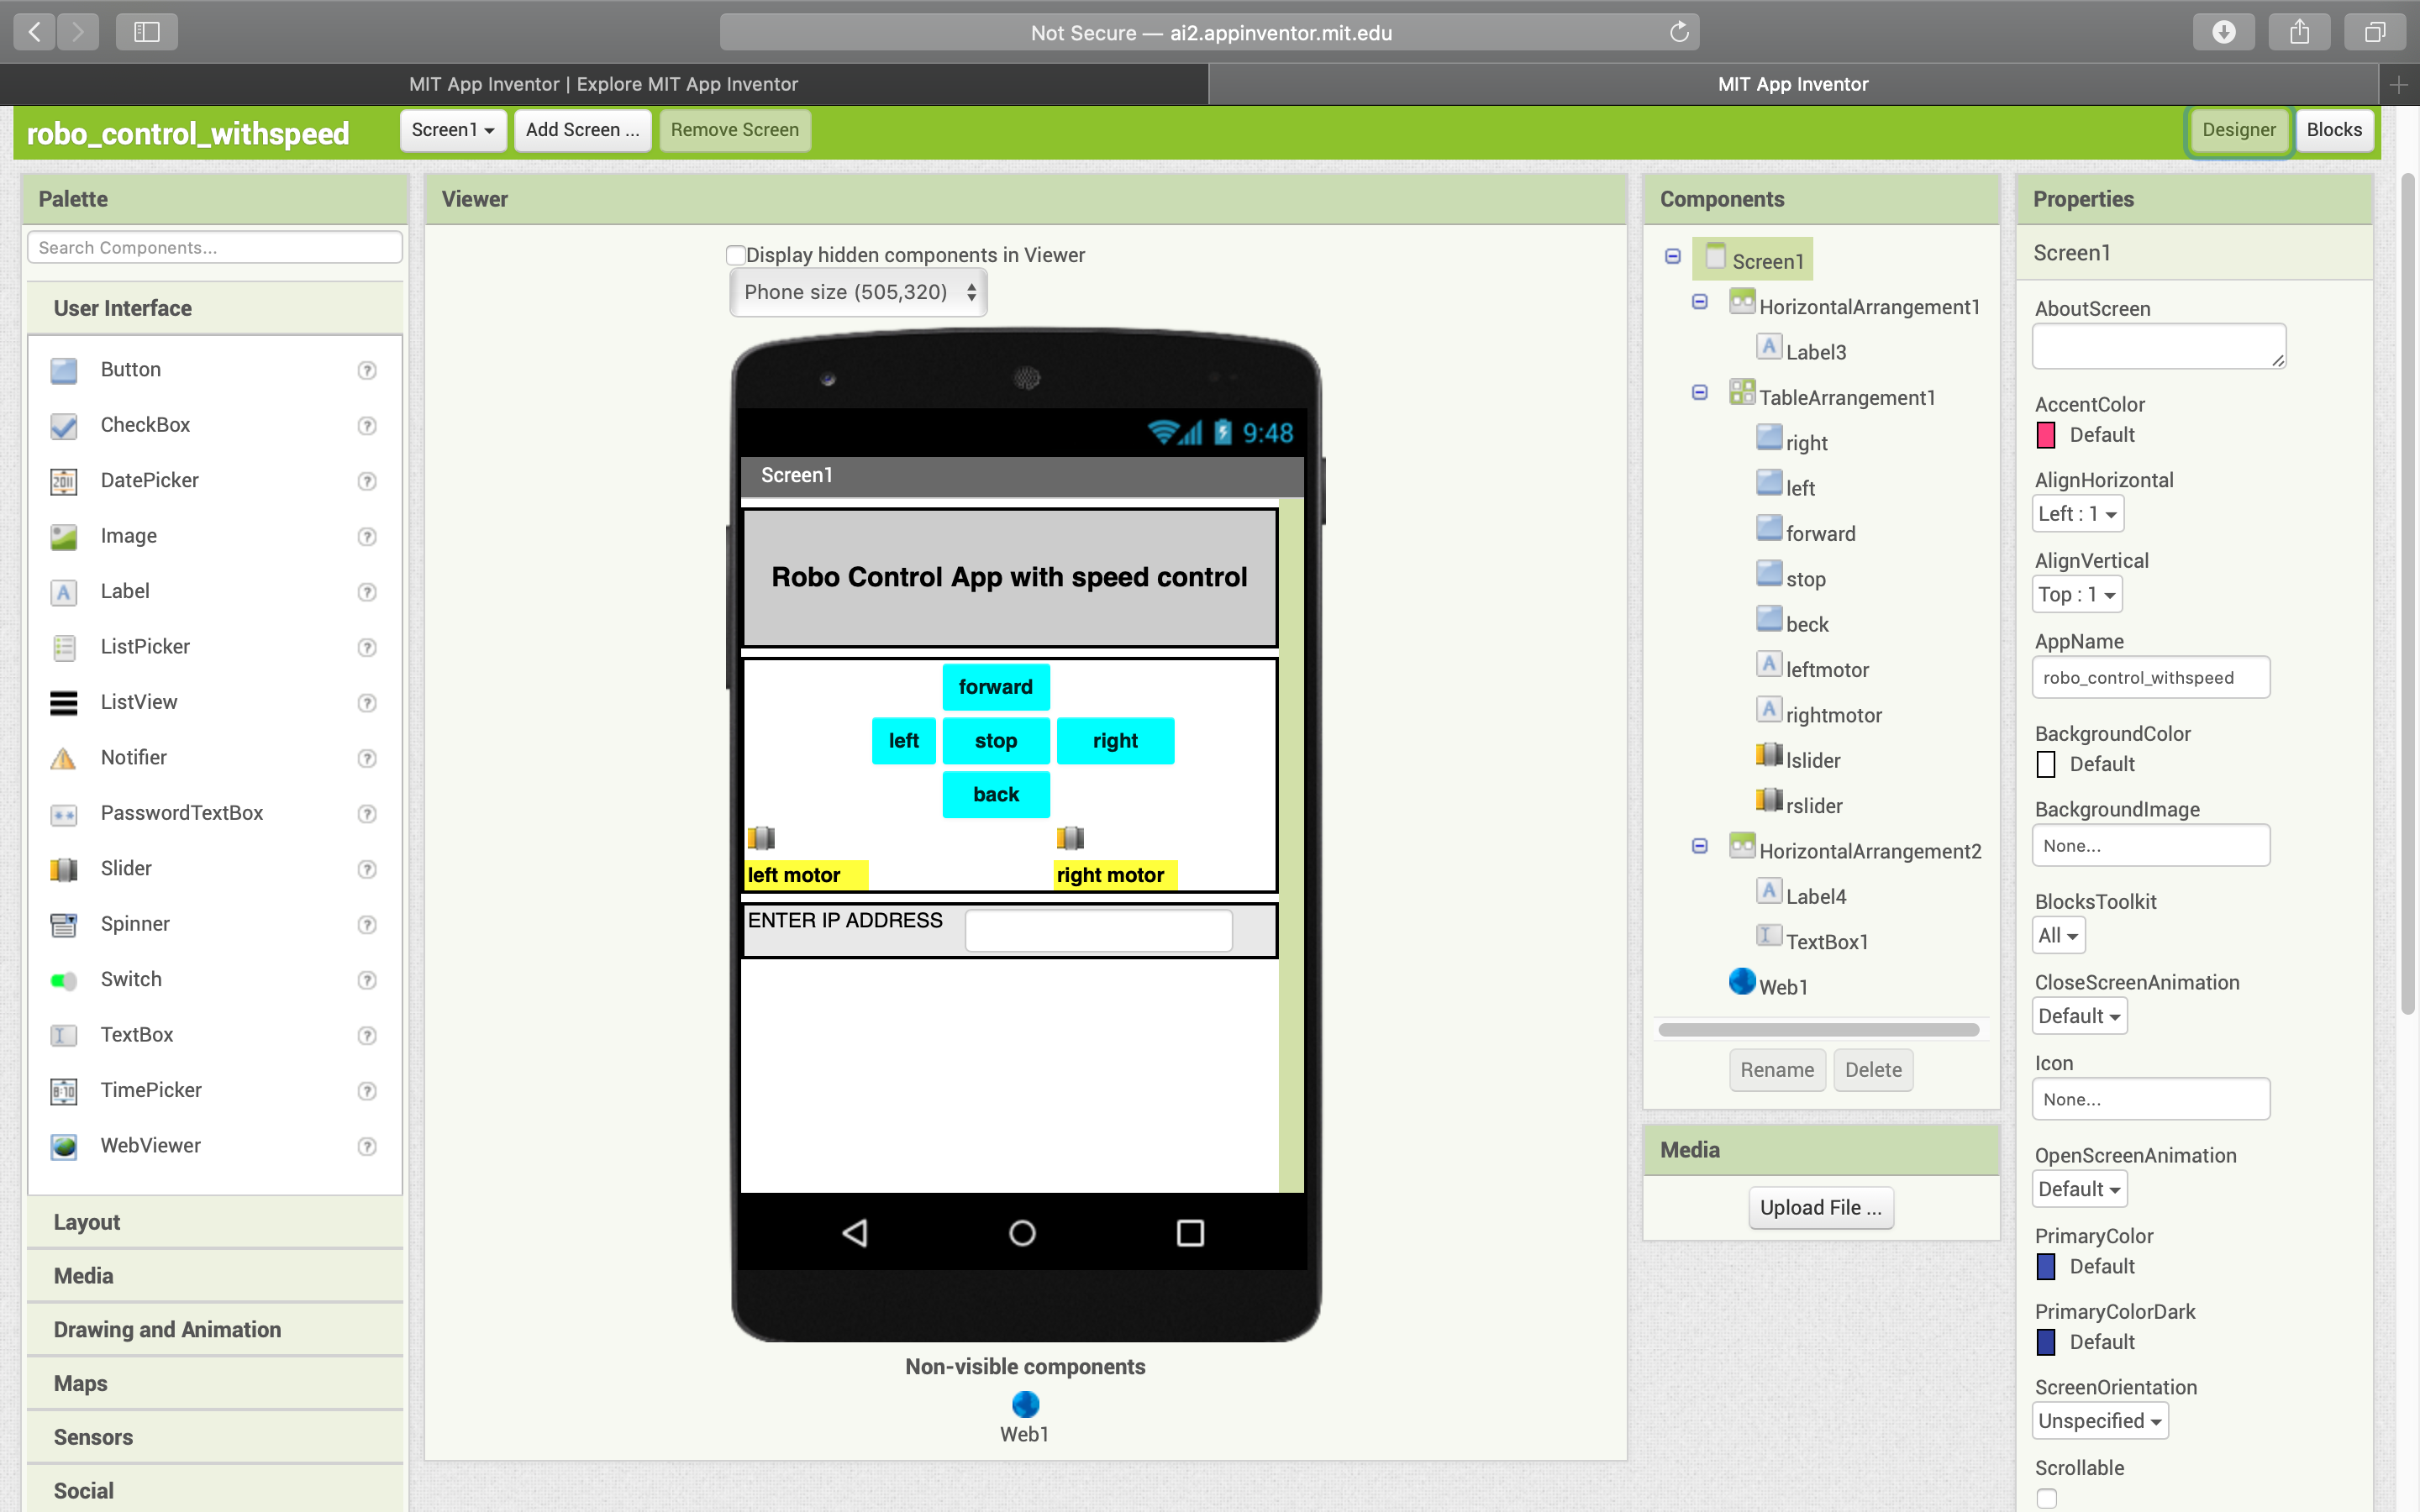 Not Secure — ai2.appinventor.mit.edu
MIT App Inventor | Explore MIT App Inventor
MIT App Inventor
robo_control_withspeed
Screen1
Add Screen ...
Remove Screen
Designer
Blocks
Palette
Search Components...
User Interface
Button
CheckBox
DatePicker
Image
Label
ListPicker
ListView
Notifier
PasswordTextBox
Slider
Spinner
Switch
TextBox
TimePicker
WebViewer
Layout
Media
Drawing and Animation
Maps
Sensors
Social
Viewer
Display hidden components in Viewer
Phone size (505,320)
9:48
Screen1
Robo Control App with speed control
forward
left stop right
back
left motor right motor
ENTER IP ADDRESS
Non-visible components
Web1
Components
Screen1
HorizontalArrangement1
Label3
TableArrangement1
right
left
forward
stop
beck
leftmotor
rightmotor
lslider
rslider
HorizontalArrangement2
Label4
TextBox1
Web1
Rename Delete
Media
Upload File ...
Properties
Screen1
AboutScreen
AccentColor
Default
AlignHorizontal
Left : 1
AlignVertical
Top : 1
AppName
robo_control_withspeed
BackgroundColor
Default
BackgroundImage
None...
BlocksToolkit
All
CloseScreenAnimation
Default
Icon
None...
OpenScreenAnimation
Default
PrimaryColor
Default
PrimaryColorDark
Default
ScreenOrientation
Unspecified
Scrollable